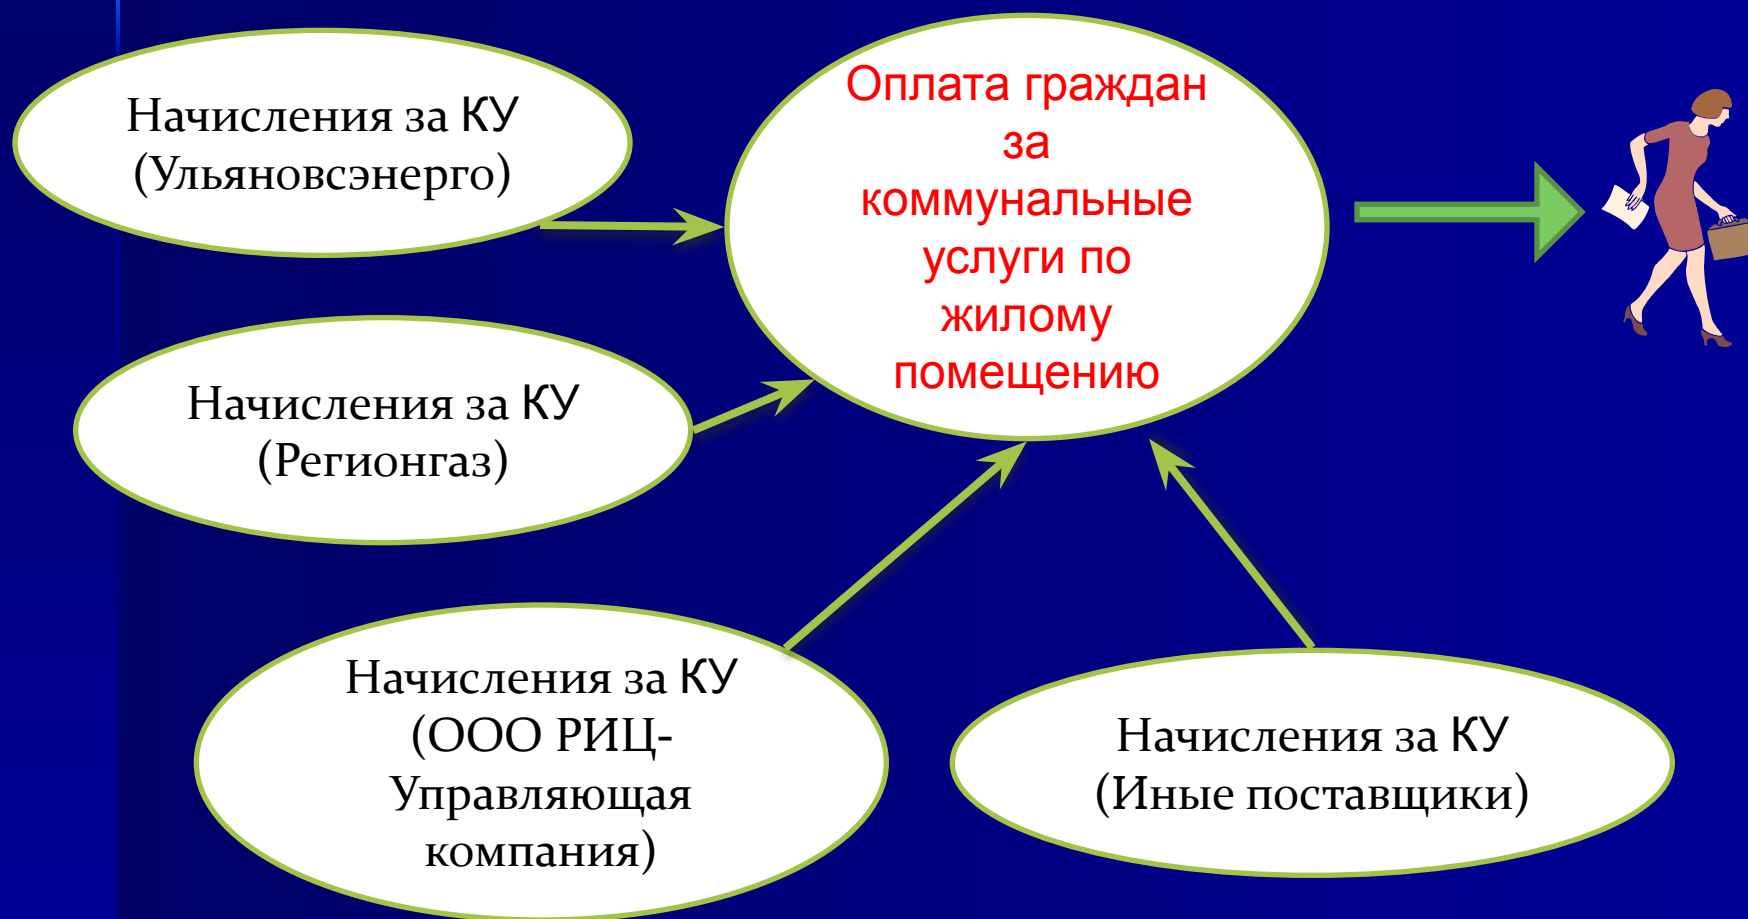 Начисления за КУ
(Ульяновсэнерго)
Оплата граждан
за
коммунальные
услуги по
жилому
помещению
Начисления за КУ
(Регионгаз)
Начисления за КУ
(ООО РИЦ-
Управляющая
компания)
Начисления за КУ
(Иные поставщики)